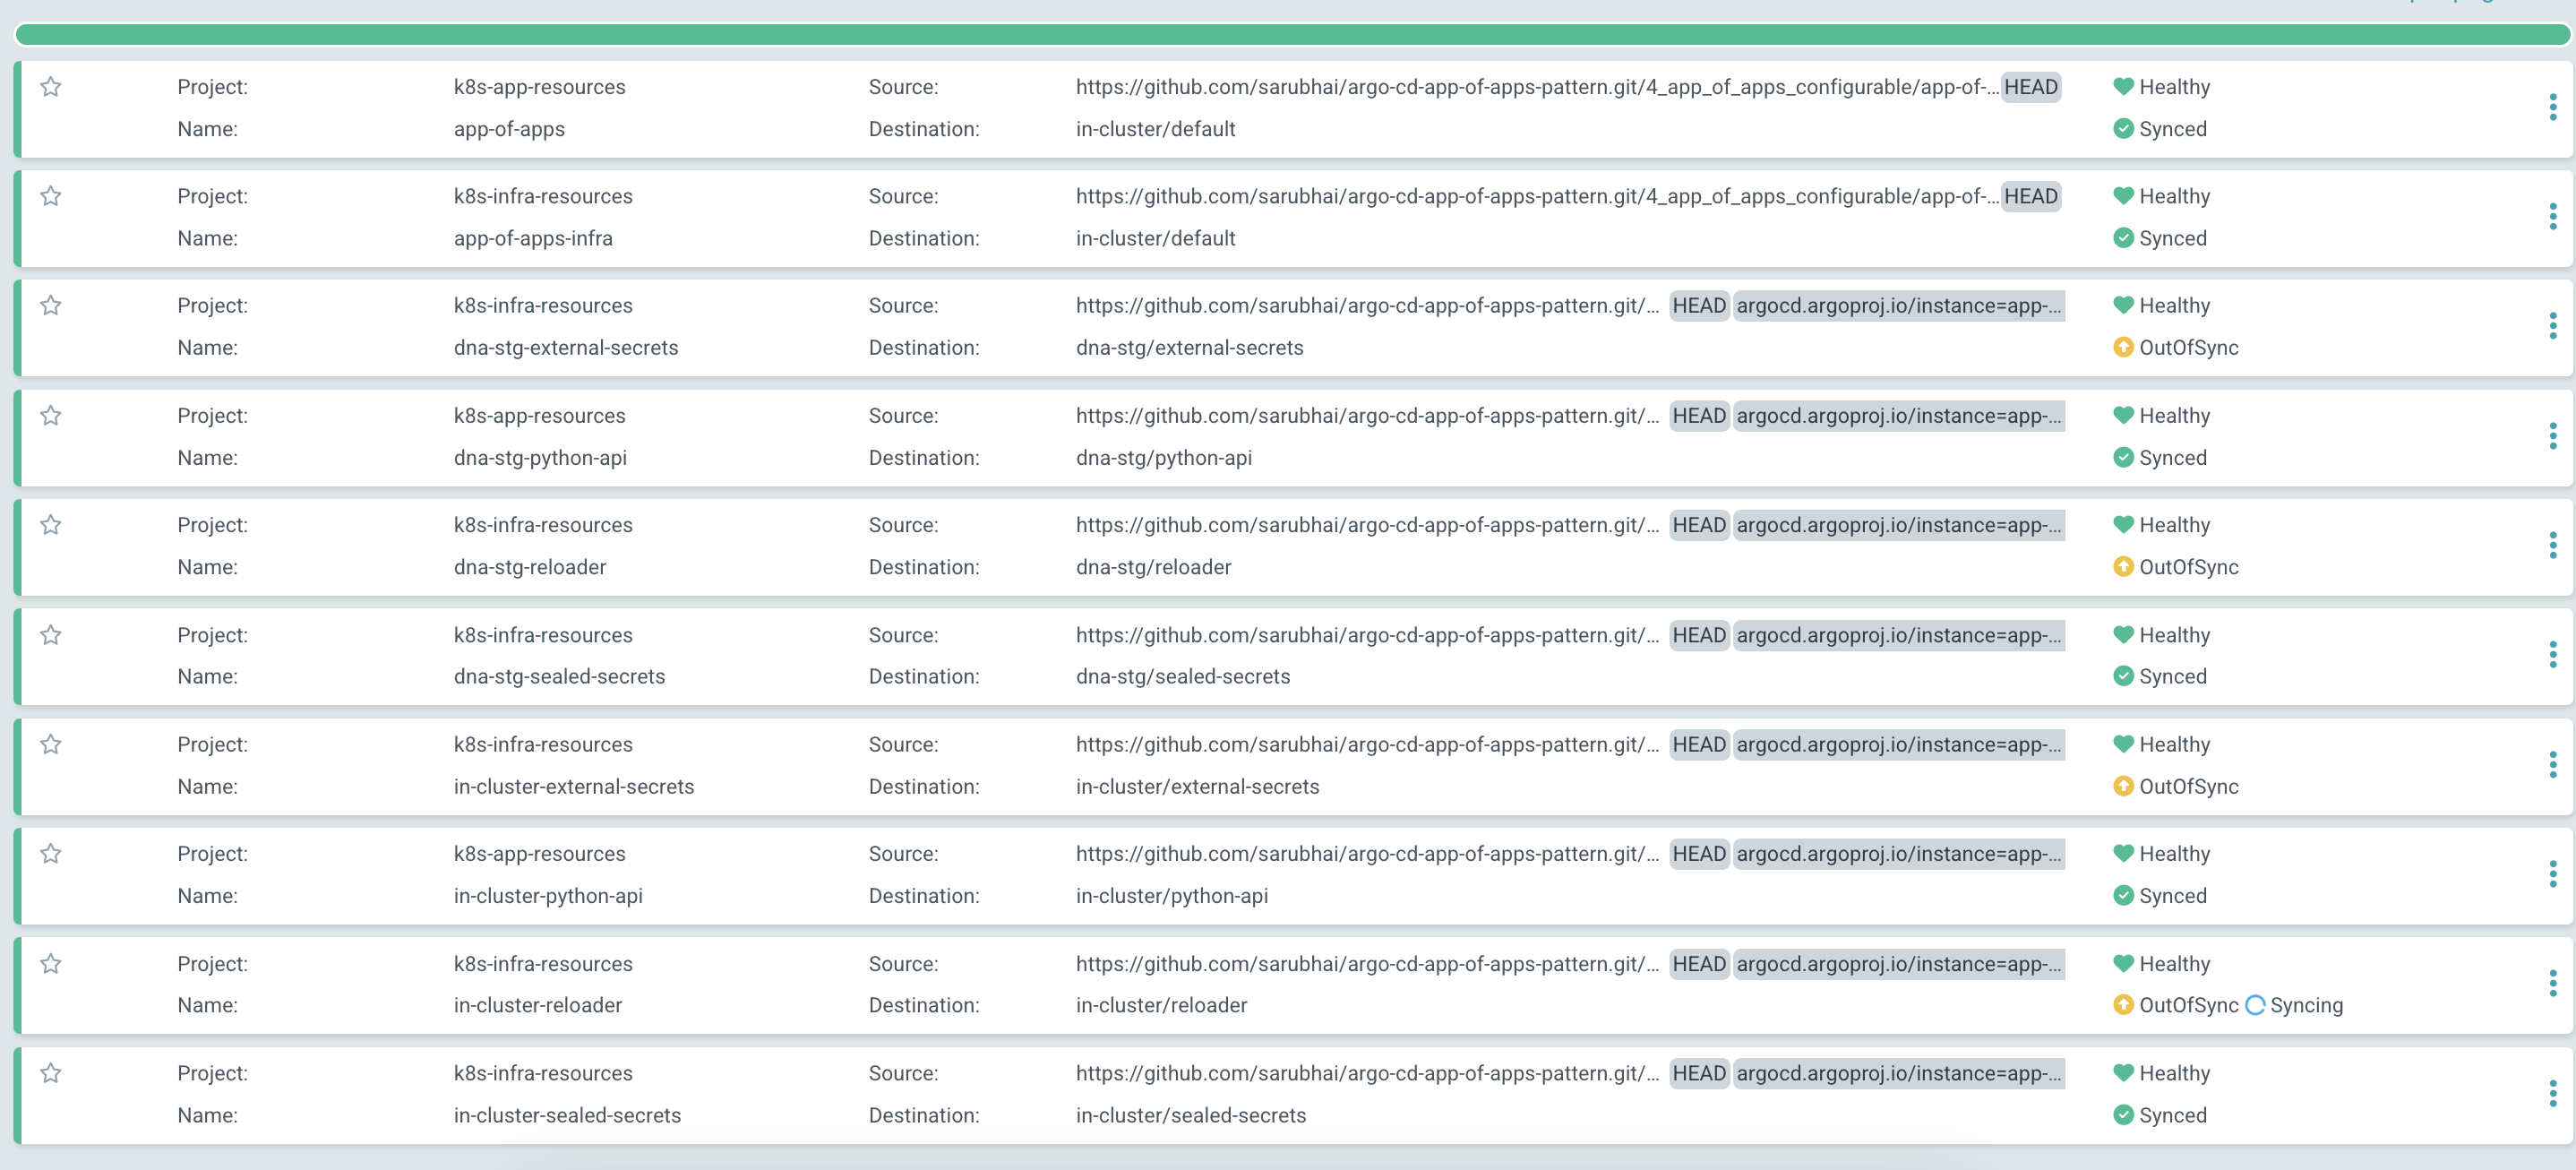 Project: k8s-app-resources Source: https://github.com/sarubhai/argo-cd-app-of-apps-pattern.git/4_app_of_apps_configurable/app-of-... HEAD Healthy
Name: app-of-apps Destination: in-cluster/default Synced
Project: k8s-infra-resources Source: https://github.com/sarubhai/argo-cd-app-of-apps-pattern.git/4_app_of_apps_configurable/app-of-... HEAD Healthy
Name: app-of-apps-infra Destination: in-cluster/default Synced
Project: k8s-infra-resources Source: https://github.com/sarubhai/argo-cd-app-of-apps-pattern.git/... HEAD argocd.argoproj.io/instance=app-... Healthy
Name: dna-stg-external-secrets Destination: dna-stg/external-secrets OutOfSync
Project: k8s-app-resources Source: https://github.com/sarubhai/argo-cd-app-of-apps-pattern.git/... HEAD argocd.argoproj.io/instance=app-... Healthy
Name: dna-stg-python-api Destination: dna-stg/python-api Synced
Project: k8s-infra-resources Source: https://github.com/sarubhai/argo-cd-app-of-apps-pattern.git/... HEAD argocd.argoproj.io/instance=app-... Healthy
Name: dna-stg-reloader Destination: dna-stg/reloader OutOfSync
Project: k8s-infra-resources Source: https://github.com/sarubhai/argo-cd-app-of-apps-pattern.git/... HEAD argocd.argoproj.io/instance=app-... Healthy
Name: dna-stg-sealed-secrets Destination: dna-stg/sealed-secrets Synced
Project: k8s-infra-resources Source: https://github.com/sarubhai/argo-cd-app-of-apps-pattern.git/... HEAD argocd.argoproj.io/instance=app-... Healthy
Name: in-cluster-external-secrets Destination: in-cluster/external-secrets OutOfSync
Project: k8s-app-resources Source: https://github.com/sarubhai/argo-cd-app-of-apps-pattern.git/... HEAD argocd.argoproj.io/instance=app-... Healthy
Name: in-cluster-python-api Destination: in-cluster/python-api Synced
Project: k8s-infra-resources Source: https://github.com/sarubhai/argo-cd-app-of-apps-pattern.git/... HEAD argocd.argoproj.io/instance=app-... Healthy
Name: in-cluster-reloader Destination: in-cluster/reloader OutOfSync Syncing
Project: k8s-infra-resources Source: https://github.com/sarubhai/argo-cd-app-of-apps-pattern.git/... HEAD argocd.argoproj.io/instance=app-... Healthy
Name: in-cluster-sealed-secrets Destination: in-cluster/sealed-secrets Synced